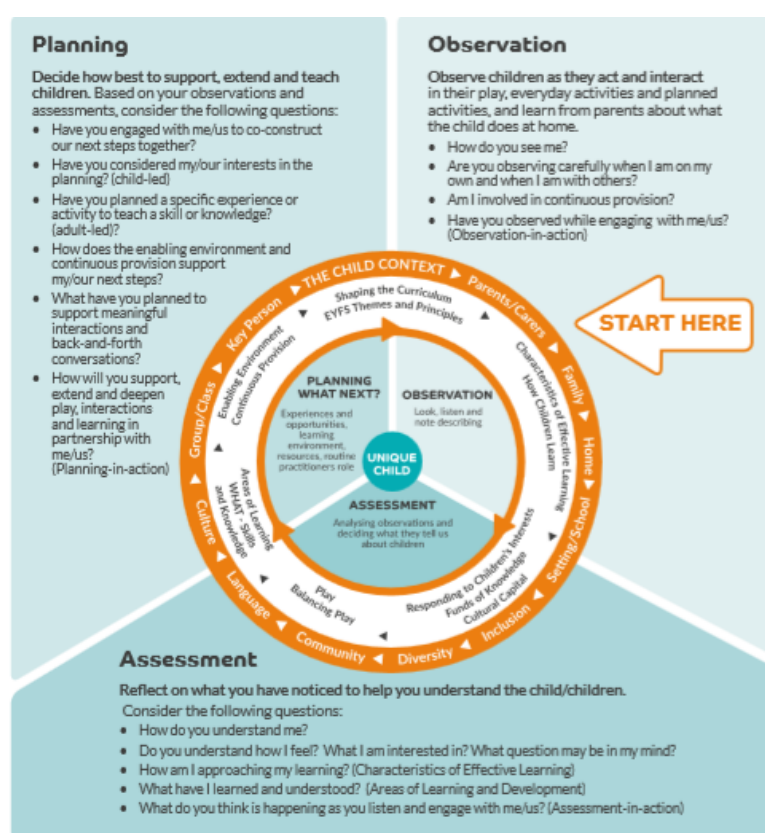 Planning
Decide how best to support, extend and teach
children. Based on your observations and
assessments, consider the following questions:
• Have you engaged with me/us to co-construct
our next steps together?
• Have you considered my/our interests in the
planning? (child-led)
• Have you planned a specific experience or
activity to teach a skill or knowledge?
(adult-led)?
• How does the enabling environment and
continuous provision support
my/our next steps?
• What have you planned to
support meaningful
interactions and
back-and-forth
conversations?
• How will you support,
extend and deepen
play, interactions
and learning in
partnership with
me/us?
(Planning-in-action)
Observation
Observe children as they act and interact
in their play, everyday activities and planned
activities, and learn from parents about what
the child does at home.
• How do you see me?
• Are you observing carefully when I am on my
own and when I am with others?
• Am I involved in continuous provision?
• Have you observed while engaging with me/us?
(Observation-in-action)
START HERE
THE CHILD CONTEXT
Parents/Carers
Family
Home
Setting/School
Inclusion
Diversity
Community
Language
Culture
Group/Class
Key Person
Shaping the Curriculum
EYFS Themes and Principles
Characteristics of Effective Learning
How Children Learn
Responding to Children's Interests
Funds of Knowledge
Cultural Capital
Play
Balancing Play
Areas of Learning
WHAT - Skills
and Knowledge
Enabling Environment
Continuous Provision
PLANNING
WHAT NEXT?
Experiences and
opportunities,
learning
environment,
resources, routine
practitioners role
OBSERVATION
Look, listen and
note describing
UNIQUE
CHILD
ASSESSMENT
Analysing observations and
deciding what they tell us
about children
Assessment
Reflect on what you have noticed to help you understand the child/children.
Consider the following questions:
• How do you understand me?
• Do you understand how I feel? What I am interested in? What question may be in my mind?
• How am I approaching my learning? (Characteristics of Effective Learning)
• What have I learned and understood? (Areas of Learning and Development)
• What do you think is happening as you listen and engage with me/us? (Assessment-in-action)